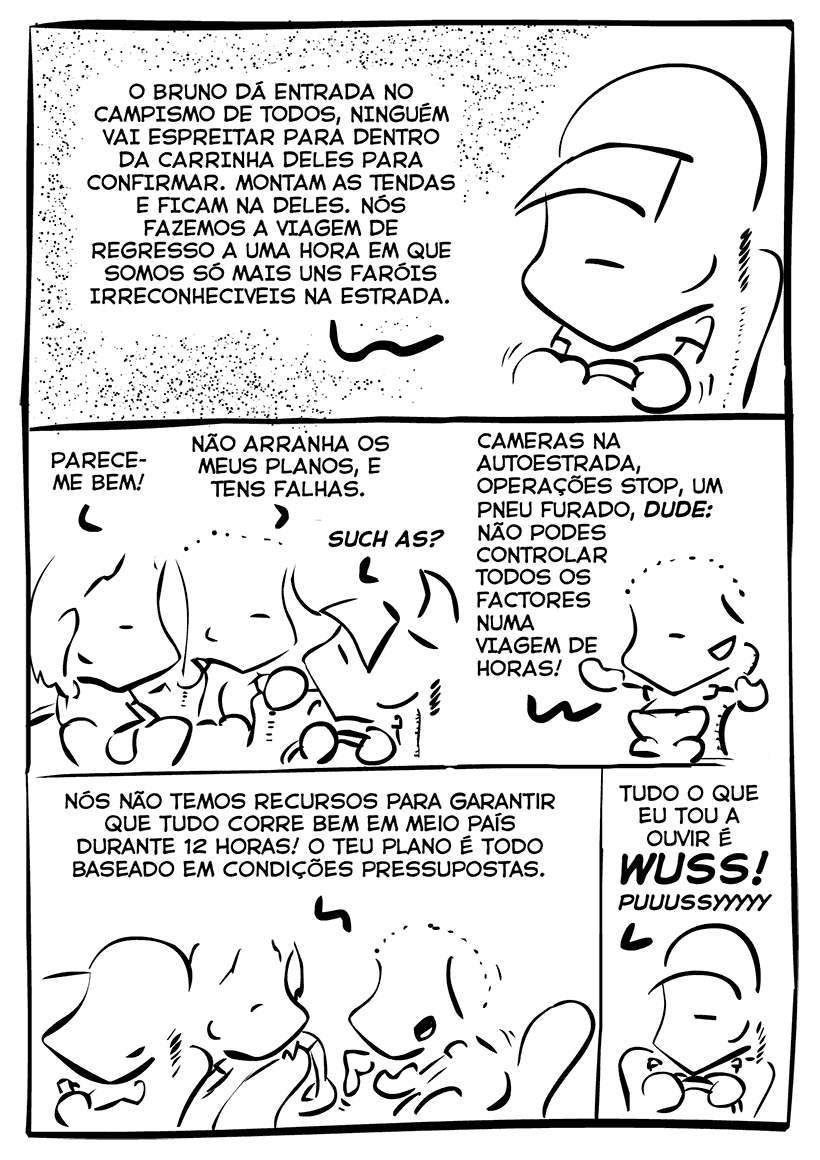 O BRUNO DÁ ENTRADA NO
CAMPISMO DE TODOS, NINGUÉM
VAI ESPREITAR PARA DENTRO
DA CARRINHA DELES PARA
CONFIRMAR. MONTAM AS TENDAS
E FICAM NA DELES. NÓS
FAZEMOS A VIAGEM DE
REGRESSO A UMA HORA EM QUE
SOMOS SÓ MAIS UNS FARÓIS
IRRECONHECIVEIS NA ESTRADA.
PARECE-
ME BEM!
NÃO ARRANHA OS
MEUS PLANOS, E
TENS FALHAS.
SUCH AS?
CAMERAS NA
AUTOESTRADA,
OPERAÇÕES STOP, UM
PNEU FURADO, DUDE:
NÃO PODES
CONTROLAR
TODOS OS
FACTORES
NUMA
VIAGEM DE
HORAS!
NÓS NÃO TEMOS RECURSOS PARA GARANTIR
QUE TUDO CORRE BEM EM MEIO PAÍS
DURANTE 12 HORAS! O TEU PLANO É TODO
BASEADO EM CONDIÇÕES PRESSUPOSTAS.
TUDO O QUE
EU TOU A
OUVIR É
WUSS!
PUUUSSYYYYY